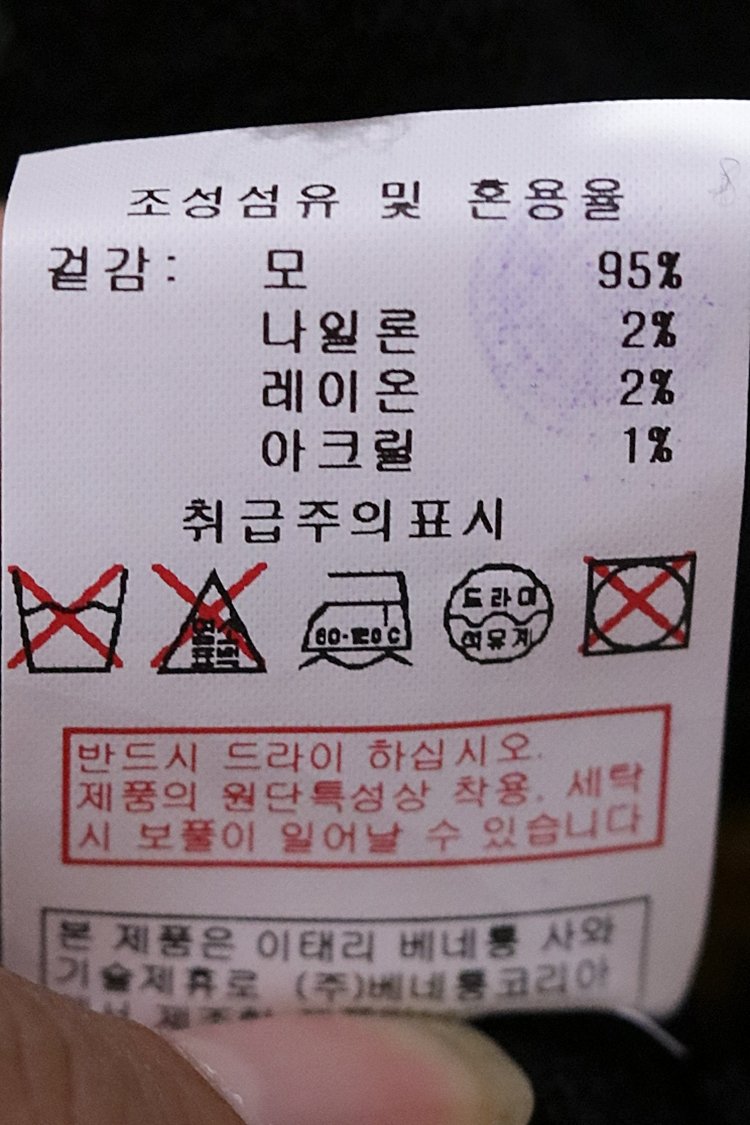 조성섬유 및 혼용율
겉감: 모 95%
나일론 2%
레이온 2%
아크릴 1%
취급주의표시
드라이
석유계
반드시 드라이 하십시오.
제품의 원단특성상 착용. 세탁
시 보풀이 일어날 수 있습니다
본 제품은 이태리 베네통 사와
기술제휴로 (주)베네통코리아